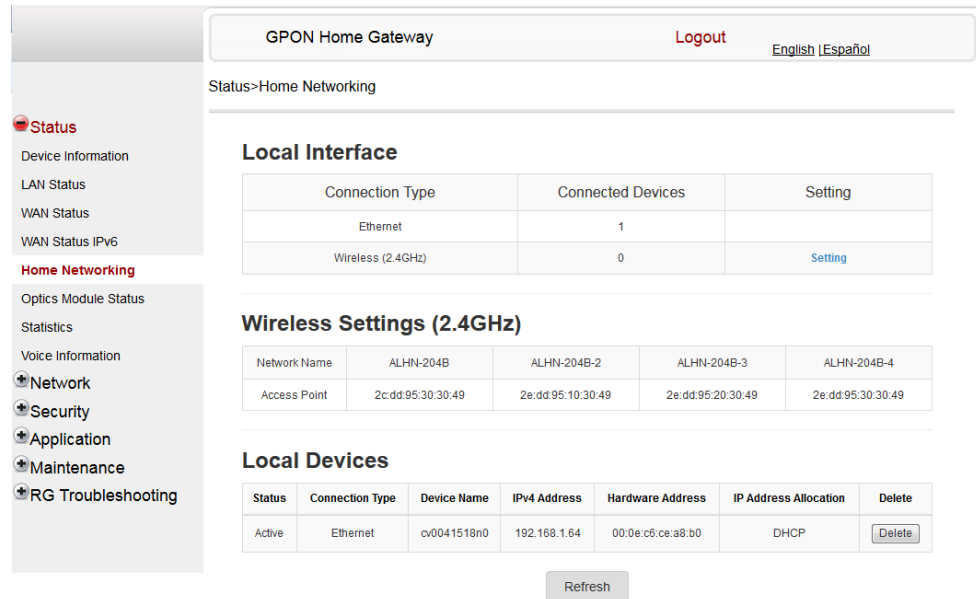 GPON Home Gateway Logout English | Español
Status>Home Networking
Status
Device Information
LAN Status
WAN Status
WAN Status IPv6
Home Networking
Optics Module Status
Statistics
Voice Information
Network
Security
Application
Maintenance
RG Troubleshooting
Local Interface
Connection Type Connected Devices Setting
Ethernet 1
Wireless (2.4GHz) 0 Setting
Wireless Settings (2.4GHz)
Network Name ALHN-204B ALHN-204B-2 ALHN-204B-3 ALHN-204B-4
Access Point 2c:dd:95:30:30:49 2e:dd:95:10:30:49 2e:dd:95:20:30:49 2e:dd:95:30:30:49
Local Devices
Status Connection Type Device Name IPv4 Address Hardware Address IP Address Allocation Delete
Active Ethernet cv0041518n0 192.168.1.64 00:0e:c6:ce:a8:b0 DHCP Delete
Refresh